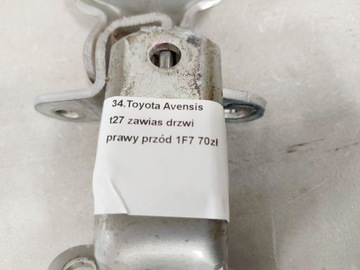 34.Toyota Avensis
t27 zawias drzwi
prawy przód 1F7 70zł